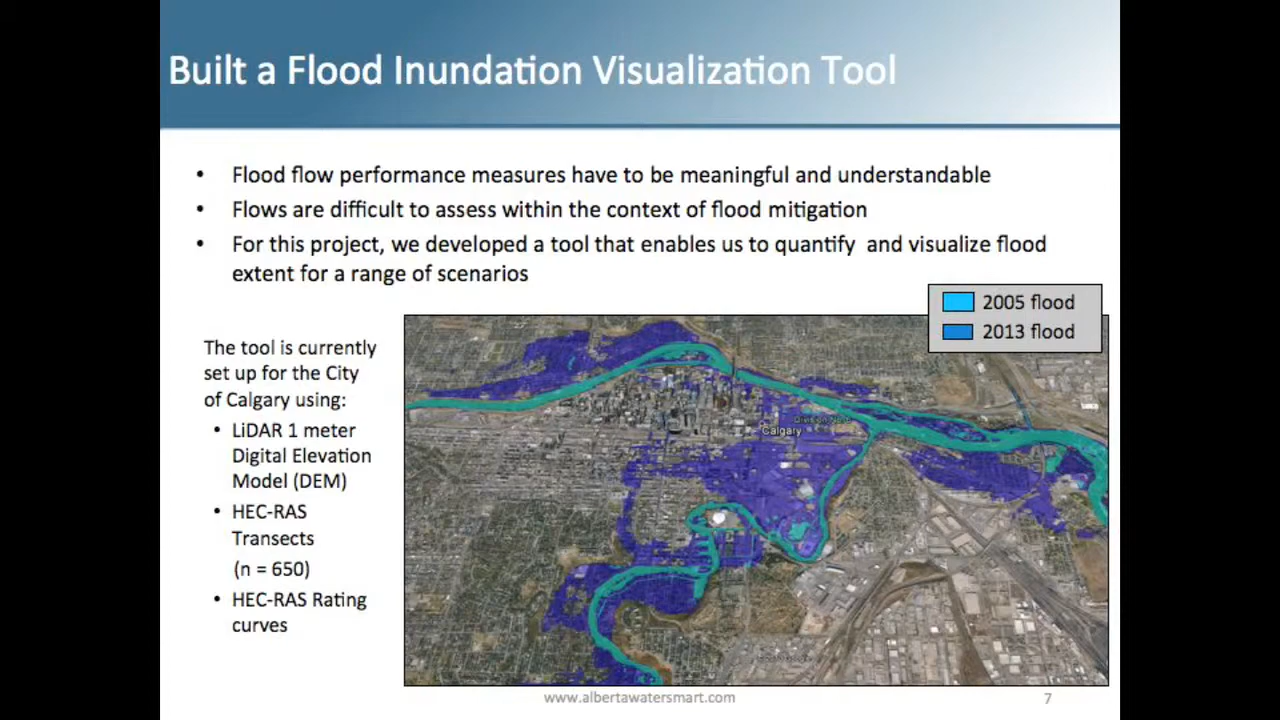 Built a Flood Inundation Visualization Tool
• Flood flow performance measures have to be meaningful and understandable
• Flows are difficult to assess within the context of flood mitigation
• For this project, we developed a tool that enables us to quantify and visualize flood
extent for a range of scenarios
2005 flood
2013 flood
The tool is currently
set up for the City
of Calgary using:
• LiDAR 1 meter
Digital Elevation
Model (DEM)
• HEC-RAS
Transects
(n = 650)
• HEC-RAS Rating
curves
Calgary
www.albertawatersmart.com
7